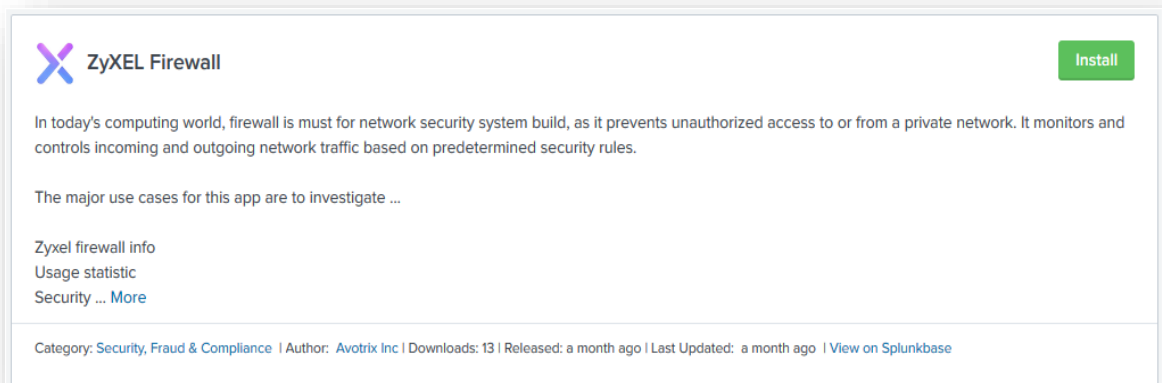 ZyXEL Firewall
Install
In today's computing world, firewall is must for network security system build, as it prevents unauthorized access to or from a private network. It monitors and
controls incoming and outgoing network traffic based on predetermined security rules.
The major use cases for this app are to investigate ...
Zyxel firewall info
Usage statistic
Security ... More
Category: Security, Fraud & Compliance | Author: Avotrix Inc | Downloads: 13 | Released: a month ago | Last Updated: a month ago | View on Splunkbase